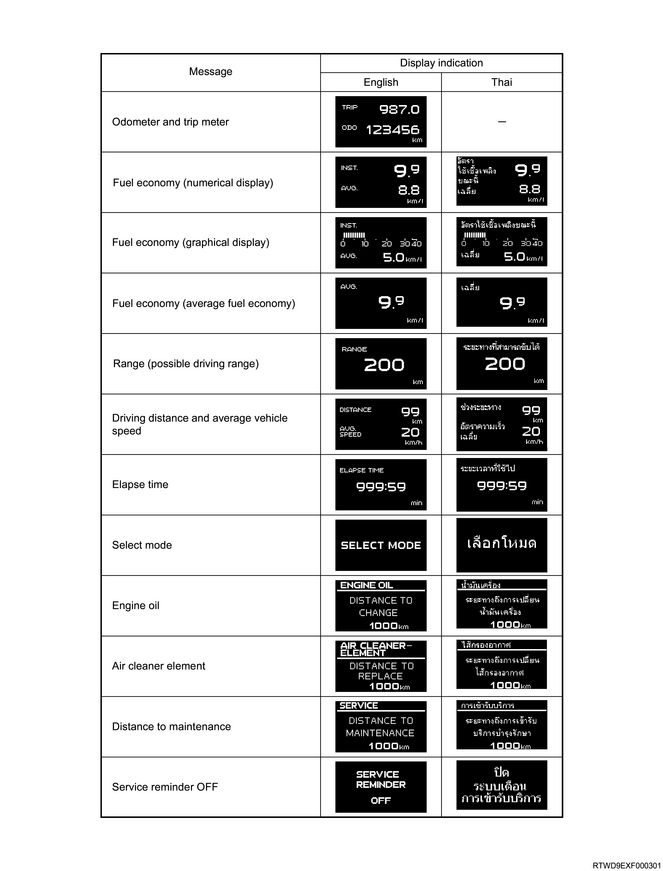 Message
Display indication
English
Thai
Odometer and trip meter
TRIP 987.0
ODO 123456
km
—
Fuel economy (numerical display)
INST. 9.9
AVG. 8.8
km/l
อัตรา
ใช้เชื้อเพลิง 9.9
ขณะนี้
เฉลี่ย 8.8
km/l
Fuel economy (graphical display)
INST.
0 10 20 30 40
AVG. 5.0 km/l
อัตราใช้เชื้อเพลิงขณะนี้
0 10 20 30 40
เฉลี่ย 5.0 km/l
Fuel economy (average fuel economy)
AVG.
9.9
km/l
เฉลี่ย
9.9
km/l
Range (possible driving range)
RANGE
200
km
ระยะทางที่สามารถขับได้
200
km
Driving distance and average vehicle
speed
DISTANCE 99
km
AVG.
SPEED 20
km/h
ช่วงระยะทาง 99
km
อัตราความเร็ว
เฉลี่ย 20
km/h
Elapse time
ELAPSE TIME
999:59
min
ระยะเวลาที่ใช้ไป
999:59
min
Select mode
SELECT MODE
เลือกโหมด
Engine oil
ENGINE OIL
DISTANCE TO
CHANGE
1000km
น้ำมันเครื่อง
ระยะทางถึงการเปลี่ยน
น้ำมันเครื่อง
1000km
Air cleaner element
AIR CLEANER-
ELEMENT
DISTANCE TO
REPLACE
1000km
ไส้กรองอากาศ
ระยะทางถึงการเปลี่ยน
ไส้กรองอากาศ
1000km
Distance to maintenance
SERVICE
DISTANCE TO
MAINTENANCE
1000km
การเข้ารับบริการ
ระยะทางถึงการเข้ารับ
บริการบำรุงรักษา
1000km
Service reminder OFF
SERVICE
REMINDER
OFF
ปิด
ระบบเตือน
การเข้ารับบริการ
RTWD9EXF000301